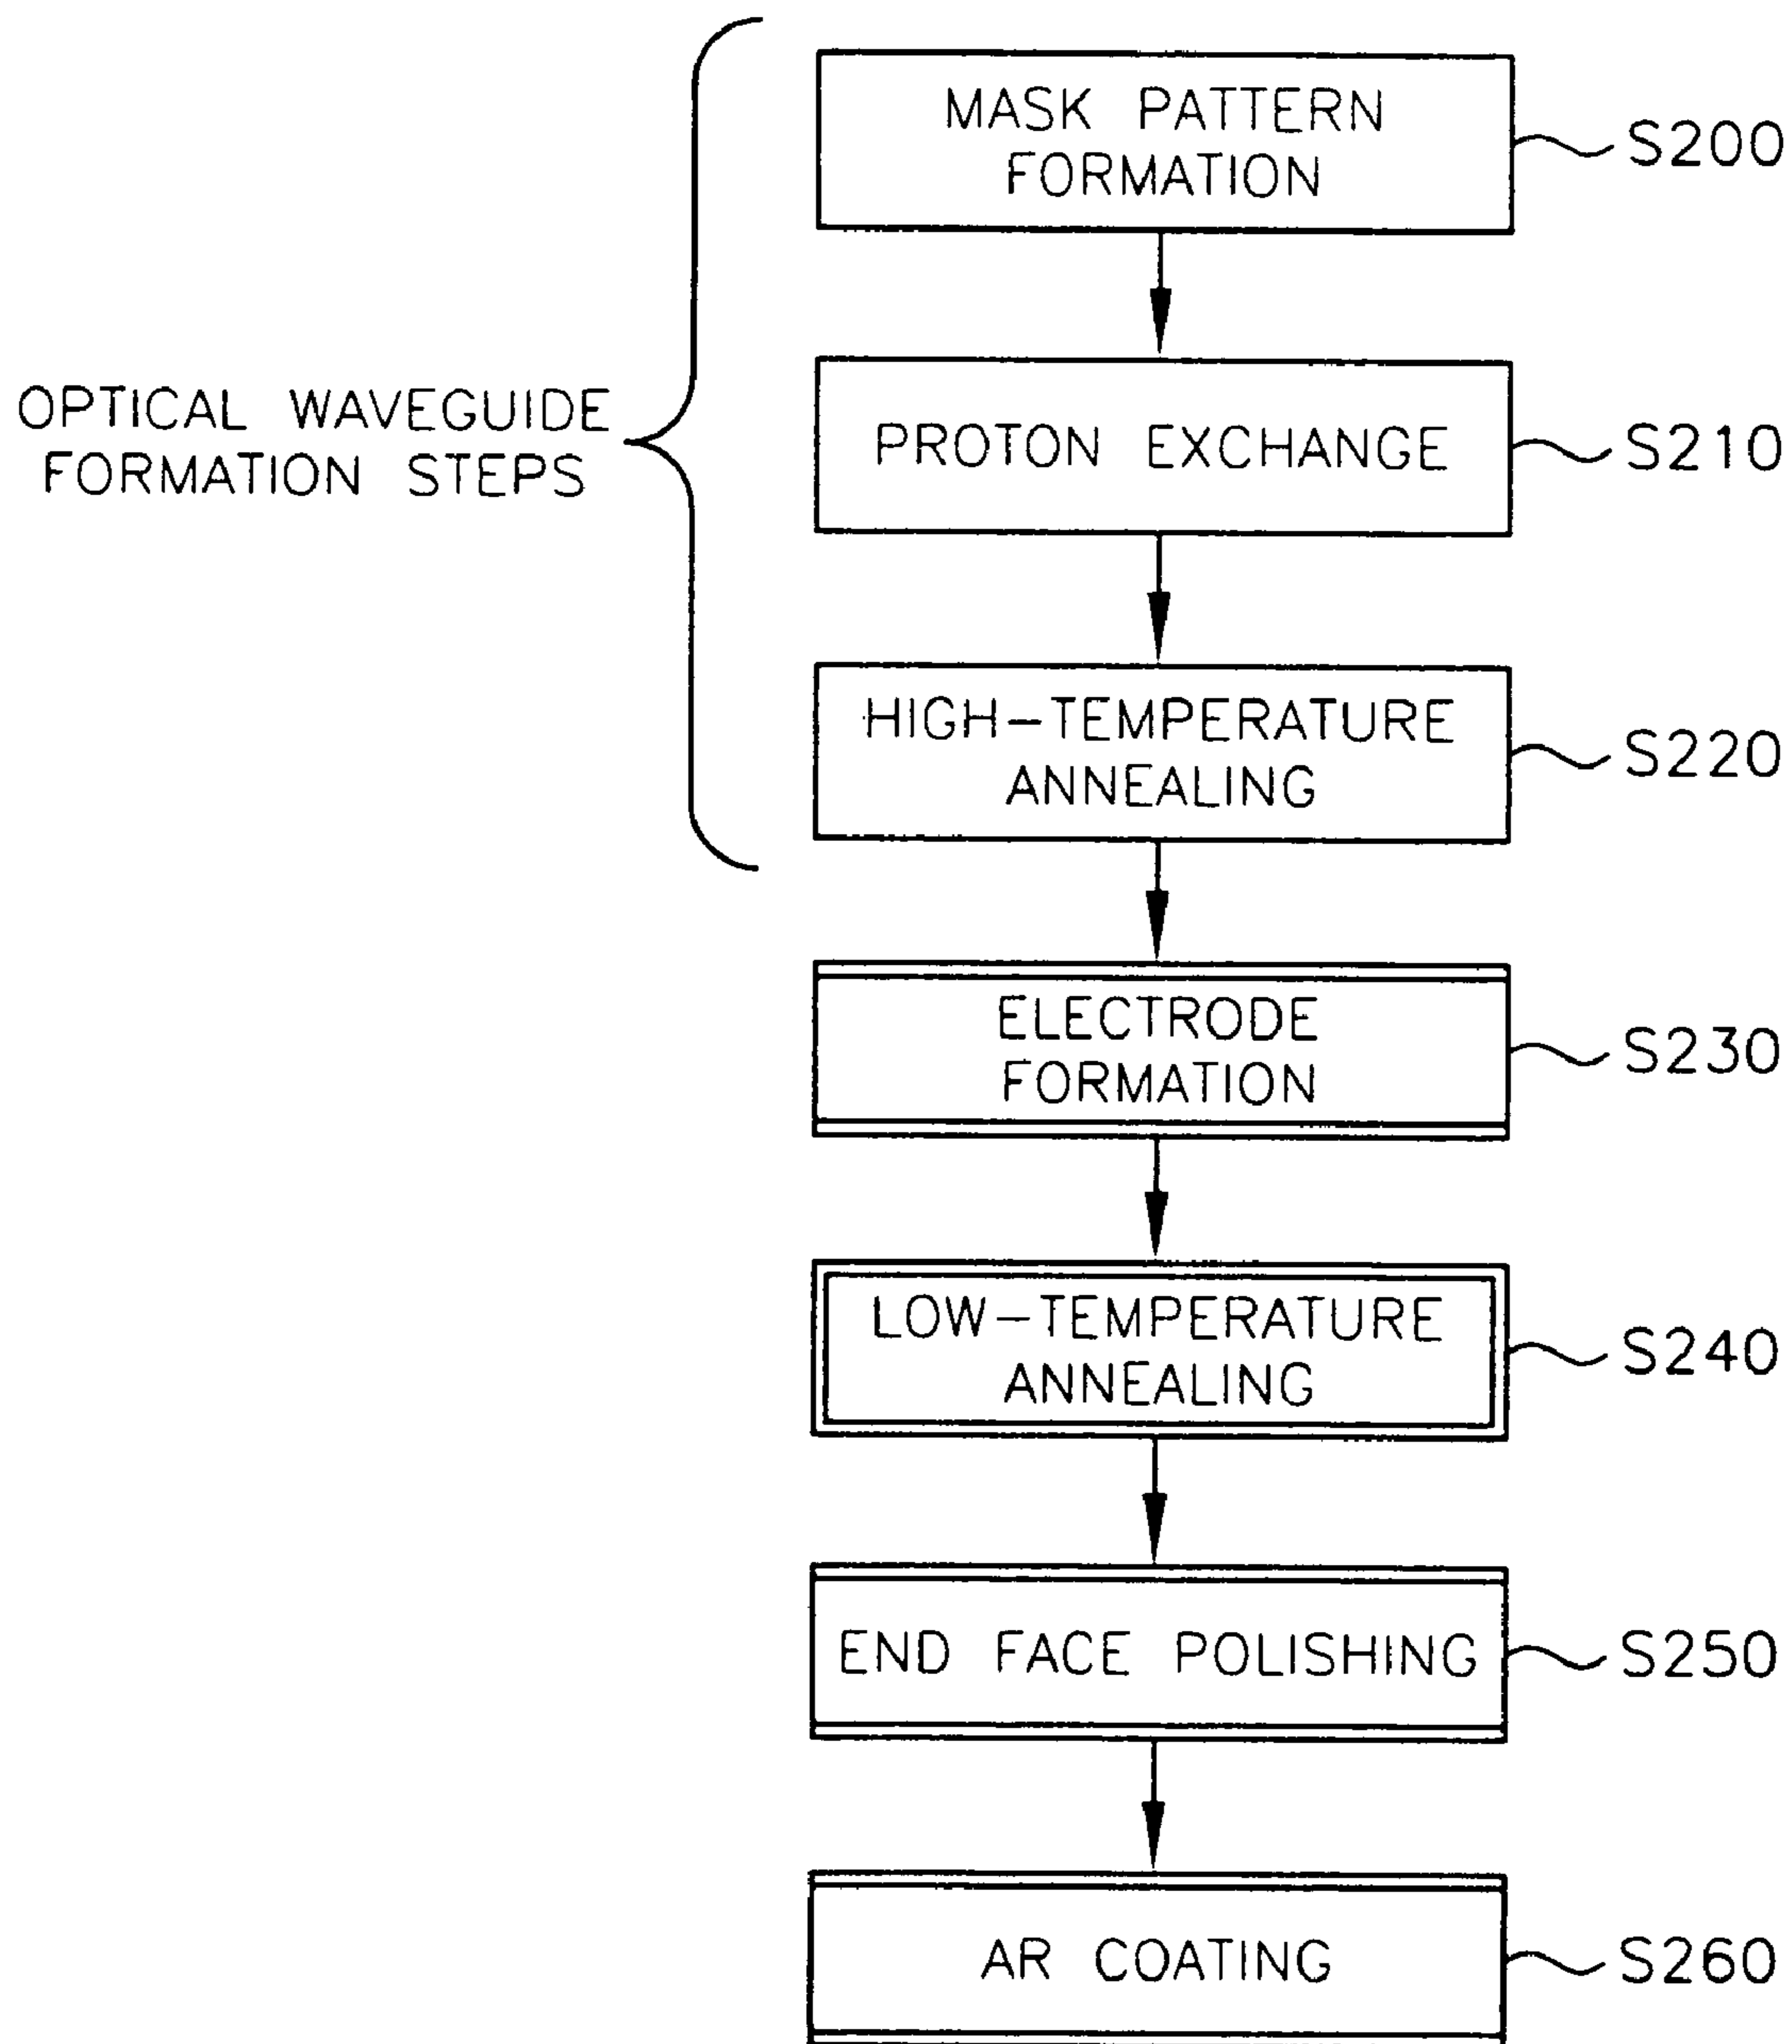 MASK PATTERN
FORMATION
S200
OPTICAL WAVEGUIDE
FORMATION STEPS
PROTON EXCHANGE
S210
HIGH-TEMPERATURE
ANNEALING
S220
ELECTRODE
FORMATION
S230
LOW-TEMPERATURE
ANNEALING
S240
END FACE POLISHING
S250
AR COATING
S260